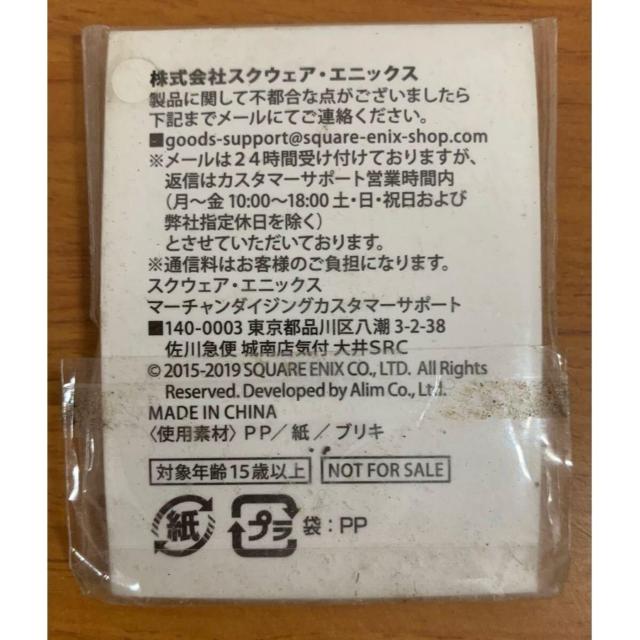 株式会社スクウェア・エニックス
製品に関して不都合な点がございましたら
下記までメールにてご連絡ください。
■goods-support@square-enix-shop.com
※メールは24時間受け付けておりますが、
返信はカスタマーサポート営業時間内
(月〜金 10:00〜18:00 土・日・祝日および
弊社指定休日を除く)
とさせていただいております。
※通信料はお客様のご負担になります。
スクウェア・エニックス
マーチャンダイジングカスタマーサポート
■140-0003 東京都品川区八潮 3-2-38
佐川急便 城南店気付 大井SRC
© 2015-2019 SQUARE ENIX CO., LTD. All Rights
Reserved. Developed by Alim Co., Ltd.
MADE IN CHINA
〈使用素材〉PP/紙/ブリキ
対象年齢15歳以上 NOT FOR SALE
紙 プラ 袋：PP